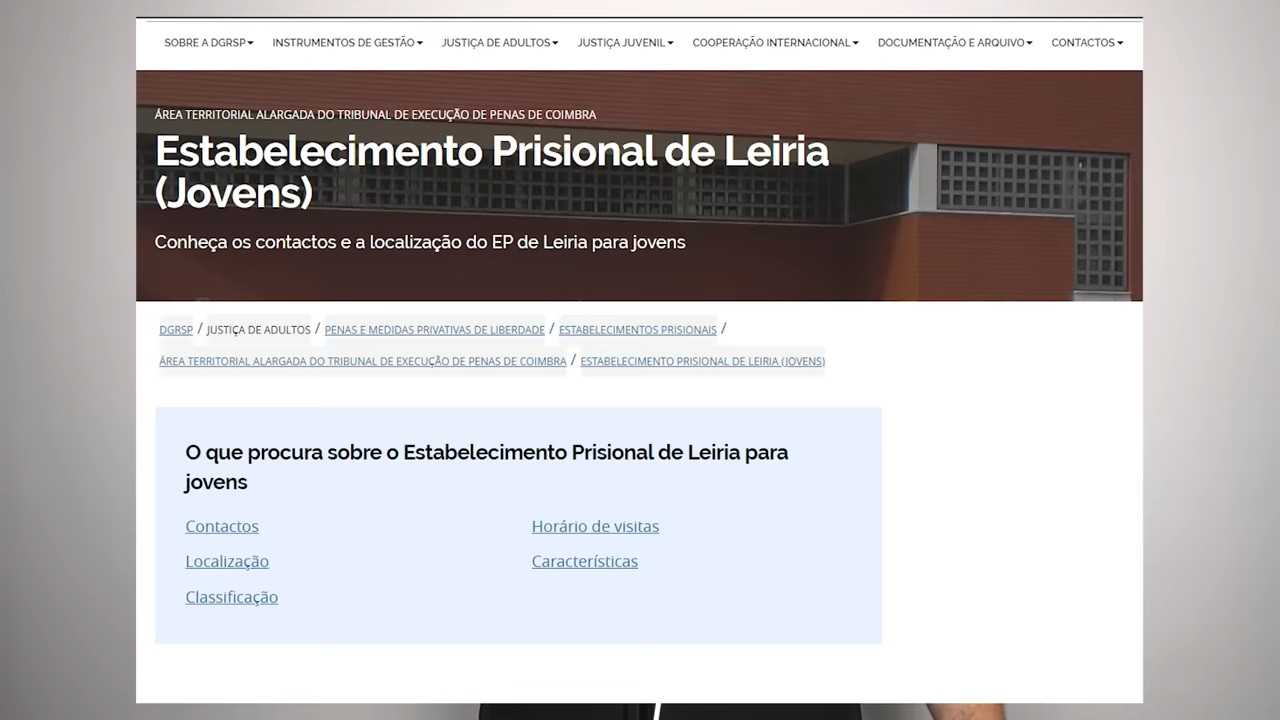 SOBRE A DGRSP INSTRUMENTOS DE GESTÃO JUSTIÇA DE ADULTOS JUSTIÇA JUVENIL COOPERAÇÃO INTERNACIONAL DOCUMENTAÇÃO E ARQUIVO CONTACTOS
ÁREA TERRITORIAL ALARGADA DO TRIBUNAL DE EXECUÇÃO DE PENAS DE COIMBRA
Estabelecimento Prisional de Leiria
(Jovens)
Conheça os contactos e a localização do EP de Leiria para jovens
DGRSP / JUSTIÇA DE ADULTOS / PENAS E MEDIDAS PRIVATIVAS DE LIBERDADE / ESTABELECIMENTOS PRISIONAIS /
ÁREA TERRITORIAL ALARGADA DO TRIBUNAL DE EXECUÇÃO DE PENAS DE COIMBRA / ESTABELECIMENTO PRISIONAL DE LEIRIA (JOVENS)
O que procura sobre o Estabelecimento Prisional de Leiria para
jovens
Contactos Horário de visitas
Localização Características
Classificação